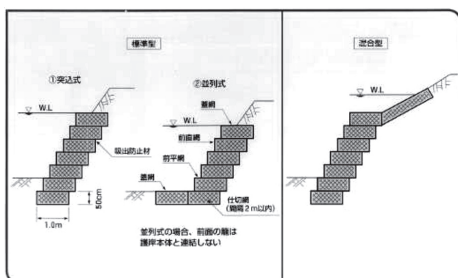 標準型
混合型
①突込式
②並列式
W.L
W.L
W.L
蓋網
前直網
吸出防止材
前平網
蓋網
仕切網
(間隔2m以内)
50cm
1.0m
並列式の場合、前面の籠は
護岸本体と連結しない